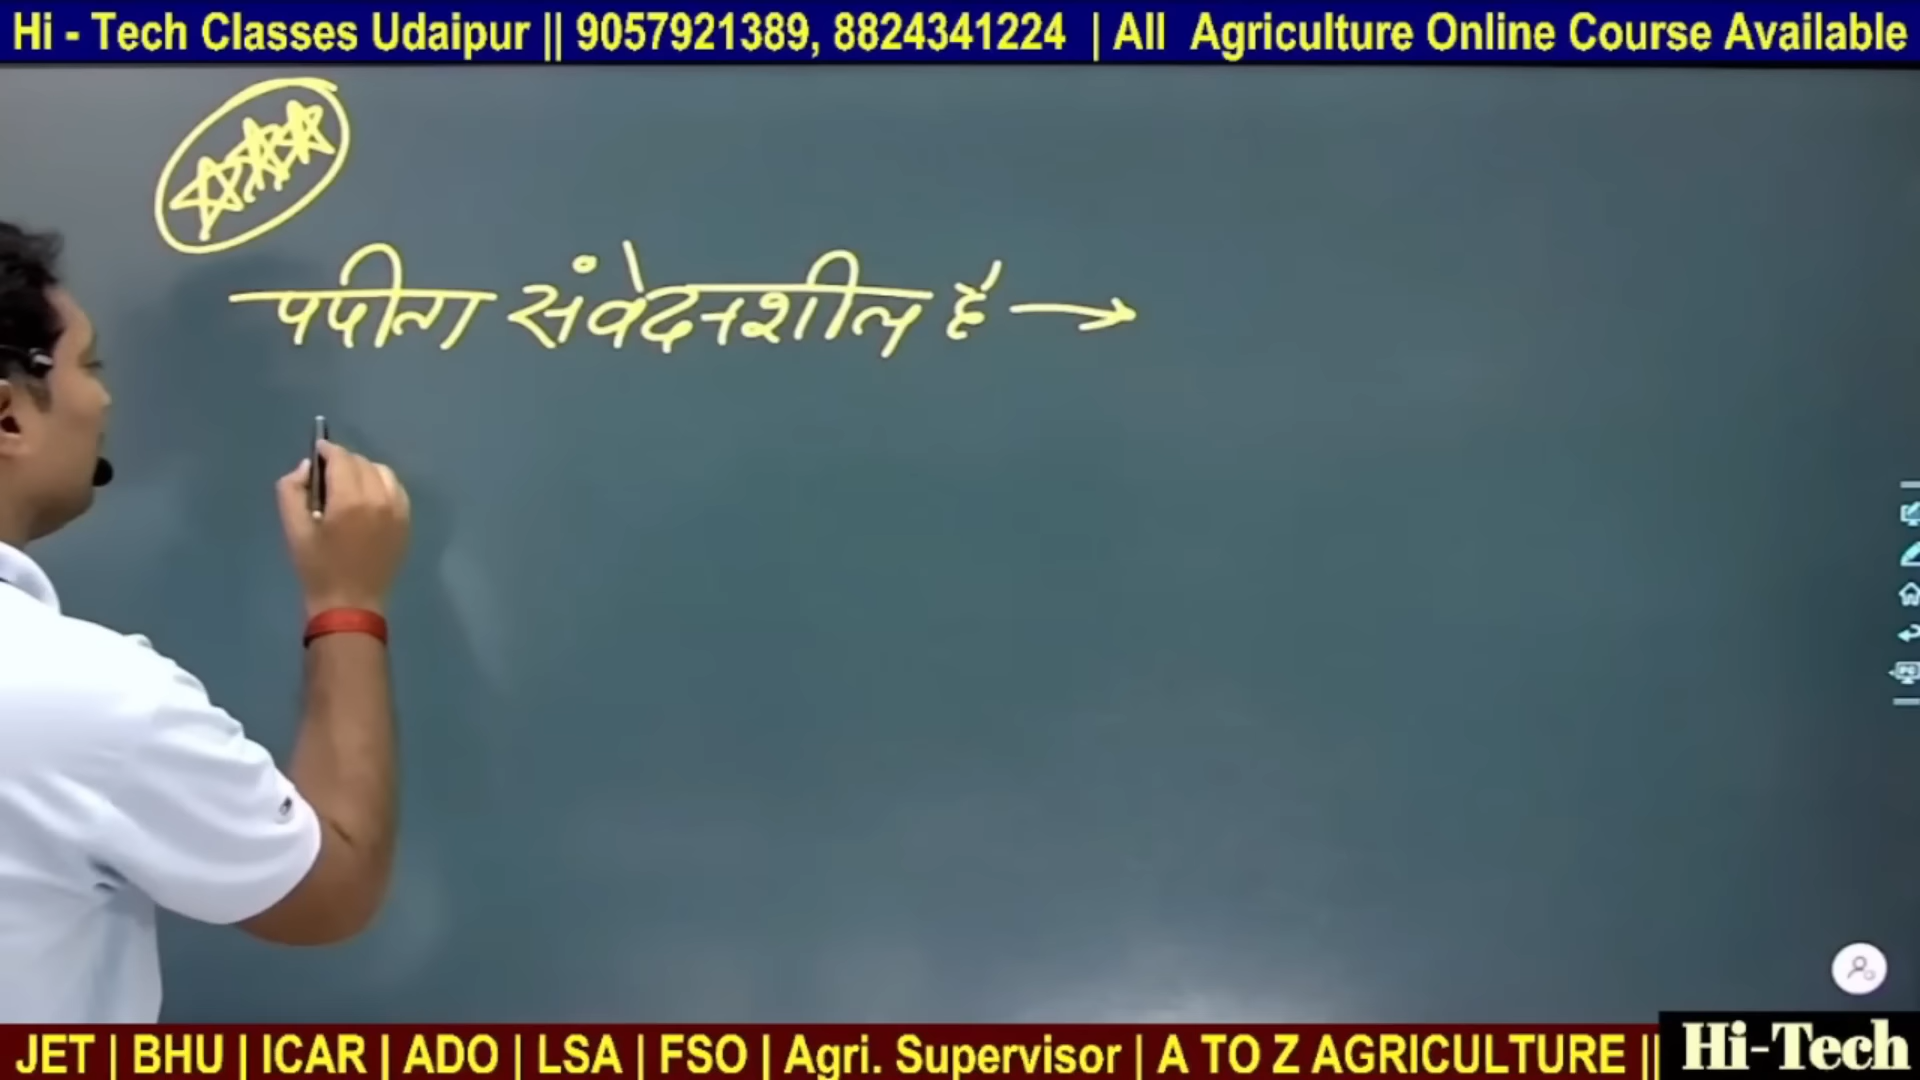 Hi - Tech Classes Udaipur || 9057921389, 8824341224 | All Agriculture Online Course Available
पपीता संवेदनशील है →
JET | BHU | ICAR | ADO | LSA | FSO | Agri. Supervisor | A TO Z AGRICULTURE ||
Hi-Tech